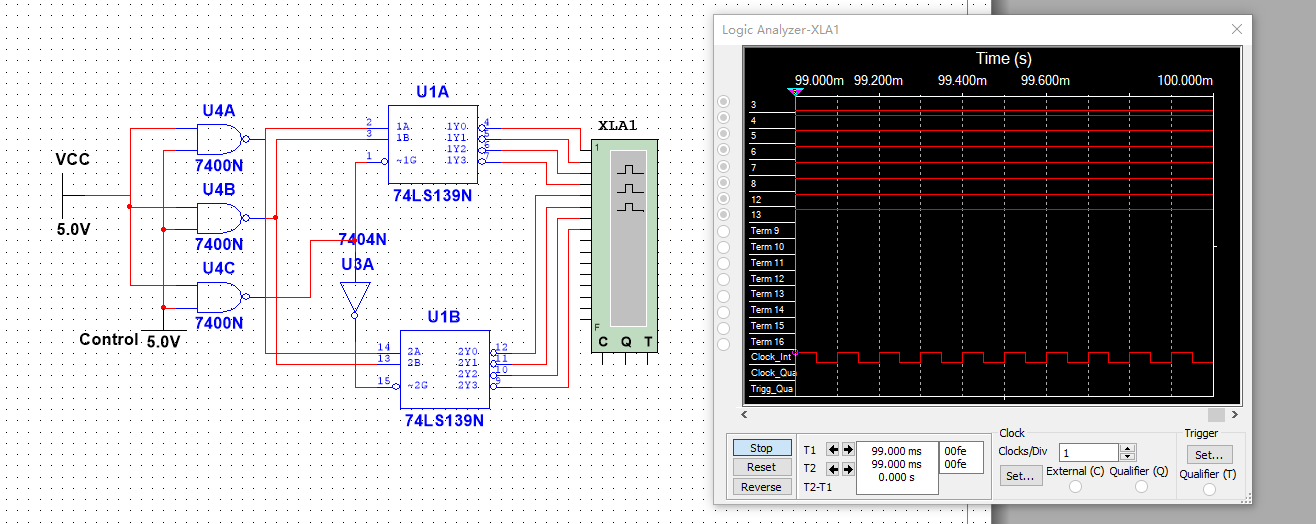 U4A
7400N
VCC
5.0V
U4B
7400N
U4C
7400N
Control 5.0V
U1A
2 1A 1Y0 4
3 1B 1Y1 5
1Y2 6
1 ~1G 1Y3 7
74LS139N
7404N
U3A
U1B
14 2A 2Y0 12
13 2B 2Y1 11
2Y2 10
15 ~2G 2Y3 9
74LS139N
XLA1
1
F
C Q T
Logic Analyzer-XLA1
Time (s)
99.000m 99.200m 99.400m 99.600m 100.000m
3
4
5
6
7
8
12
13
Term 9
Term 10
Term 11
Term 12
Term 13
Term 14
Term 15
Term 16
Clock_Int
Clock_Qua
Trigg_Qua
Stop
Reset
Reverse
T1 99.000 ms 00fe
T2 99.000 ms 00fe
T2-T1 0.000 s
Clock
Clocks/Div 1
Set... External (C) Qualifier (Q)
Trigger
Set...
Qualifier (T)